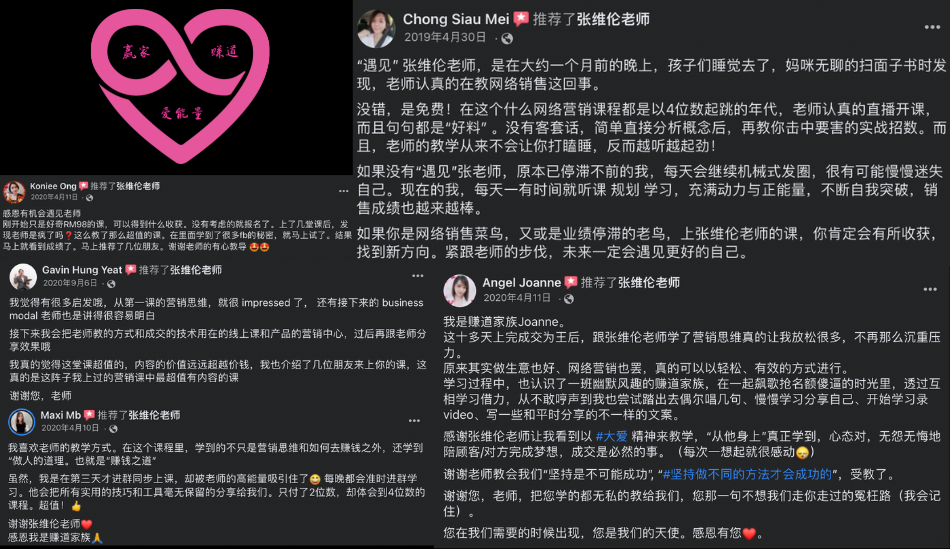 赢家
赚道
爱能量
Koniee Ong 推荐了张维伦老师
2020年4月11日 ·
感恩有机会遇见老师
刚开始只是好奇RM98的课，可以得到什么收获。没有考虑的就报名了。上了几堂课后，发
现老师是疯了吗❓这么教了那么超值的课。在里面学到了很多fb的秘密，就马上试了。结果
马上就看到成绩了。马上推荐了几位朋友。谢谢老师的有心教导 🤩🤩
Gavin Hung Yeat 推荐了张维伦老师
2020年9月6日 ·
我觉得有很多启发哦，从第一课的营销思维，就很 impressed 了， 还有接下来的 business
modal 老师也是讲得很容易明白
接下来我会把老师教的方式和成交的技术用在的线上课和产品的营销中心，过后再跟老师分
享效果哦
我真的觉得这堂课超值的，内容的价值远远超越价钱，我也介绍了几位朋友来上你的课，这
真的是这阵子我上过的营销课中最超值有内容的课
谢谢您，老师
Maxi Mb 推荐了张维伦老师
2020年4月10日 ·
我喜欢老师的教学方式。在这个课程里，学到的不只是营销思维和如何去赚钱之外，还学到
“做人的道理。也就是“赚钱之道”
虽然，我是在第三天才进群同步上课，却被老师的高能量吸引住了😋 每晚都会准时进群学
习。他会把所有实用的技巧和工具毫无保留的分享给我们。只付了2位数，却体会到4位数的
课程。超值！👍
谢谢张维伦老师❤️
感恩我是赚道家族🙏
Chong Siau Mei 推荐了张维伦老师
2019年4月30日 ·
“遇见” 张维伦老师，是在大约一个月前的晚上，孩子们睡觉去了，妈咪无聊的扫面子书时发
现，老师认真的在教网络销售这回事。
没错，是免费！在这个什么网络营销课程都是以4位数起跳的年代，老师认真的直播开课，
而且句句都是“好料” 。没有客套话，简单直接分析概念后，再教你击中要害的实战招数。而
且，老师的教学从来不会让你打瞌睡，反而越听越起劲！
如果没有“遇见”张老师，原本已停滞不前的我，每天会继续机械式发圈，很有可能慢慢迷失
自己。现在的我，每天一有时间就听课 规划 学习，充满动力与正能量，不断自我突破，销
售成绩也越来越棒。
如果你是网络销售菜鸟，又或是业绩停滞的老鸟，上张维伦老师的课，你肯定会有所收获，
找到新方向。紧跟老师的步伐，未来一定会遇见更好的自己。
Angel Joanne 推荐了张维伦老师
2020年4月11日 ·
我是赚道家族Joanne。
这十多天上完成交为王后，跟张维伦老师学了营销思维真的让我放松很多，不再那么沉重压
力。
原来其实做生意也好、网络营销也罢，真的可以以轻松、有效的方式进行。
学习过程中，也认识了一班幽默风趣的赚道家族，在一起飙歌抢名额傻逼的时光里，透过互
相学习借力，从不敢哼声到我也尝试踏出去偶尔唱几句、慢慢学习分享自己、开始学习录
video、写一些和平时分享的不一样的文案。
感谢张维伦老师让我看到以 #大爱 精神来教学，“从他身上”真正学到，心态对，无怨无悔地
陪顾客/对方完成梦想，成交是必然的事。（每次一想起就很感动😝）
谢谢老师教会我们“坚持是不可能成功”, “#坚持做不同的方法才会成功的”，受教了。
谢谢您，老师，把您学的都无私的教给我们，您那一句不想我们走你走过的冤枉路（我会记
住）。
您在我们需要的时候出现，您是我们的天使。感恩有您❤️。